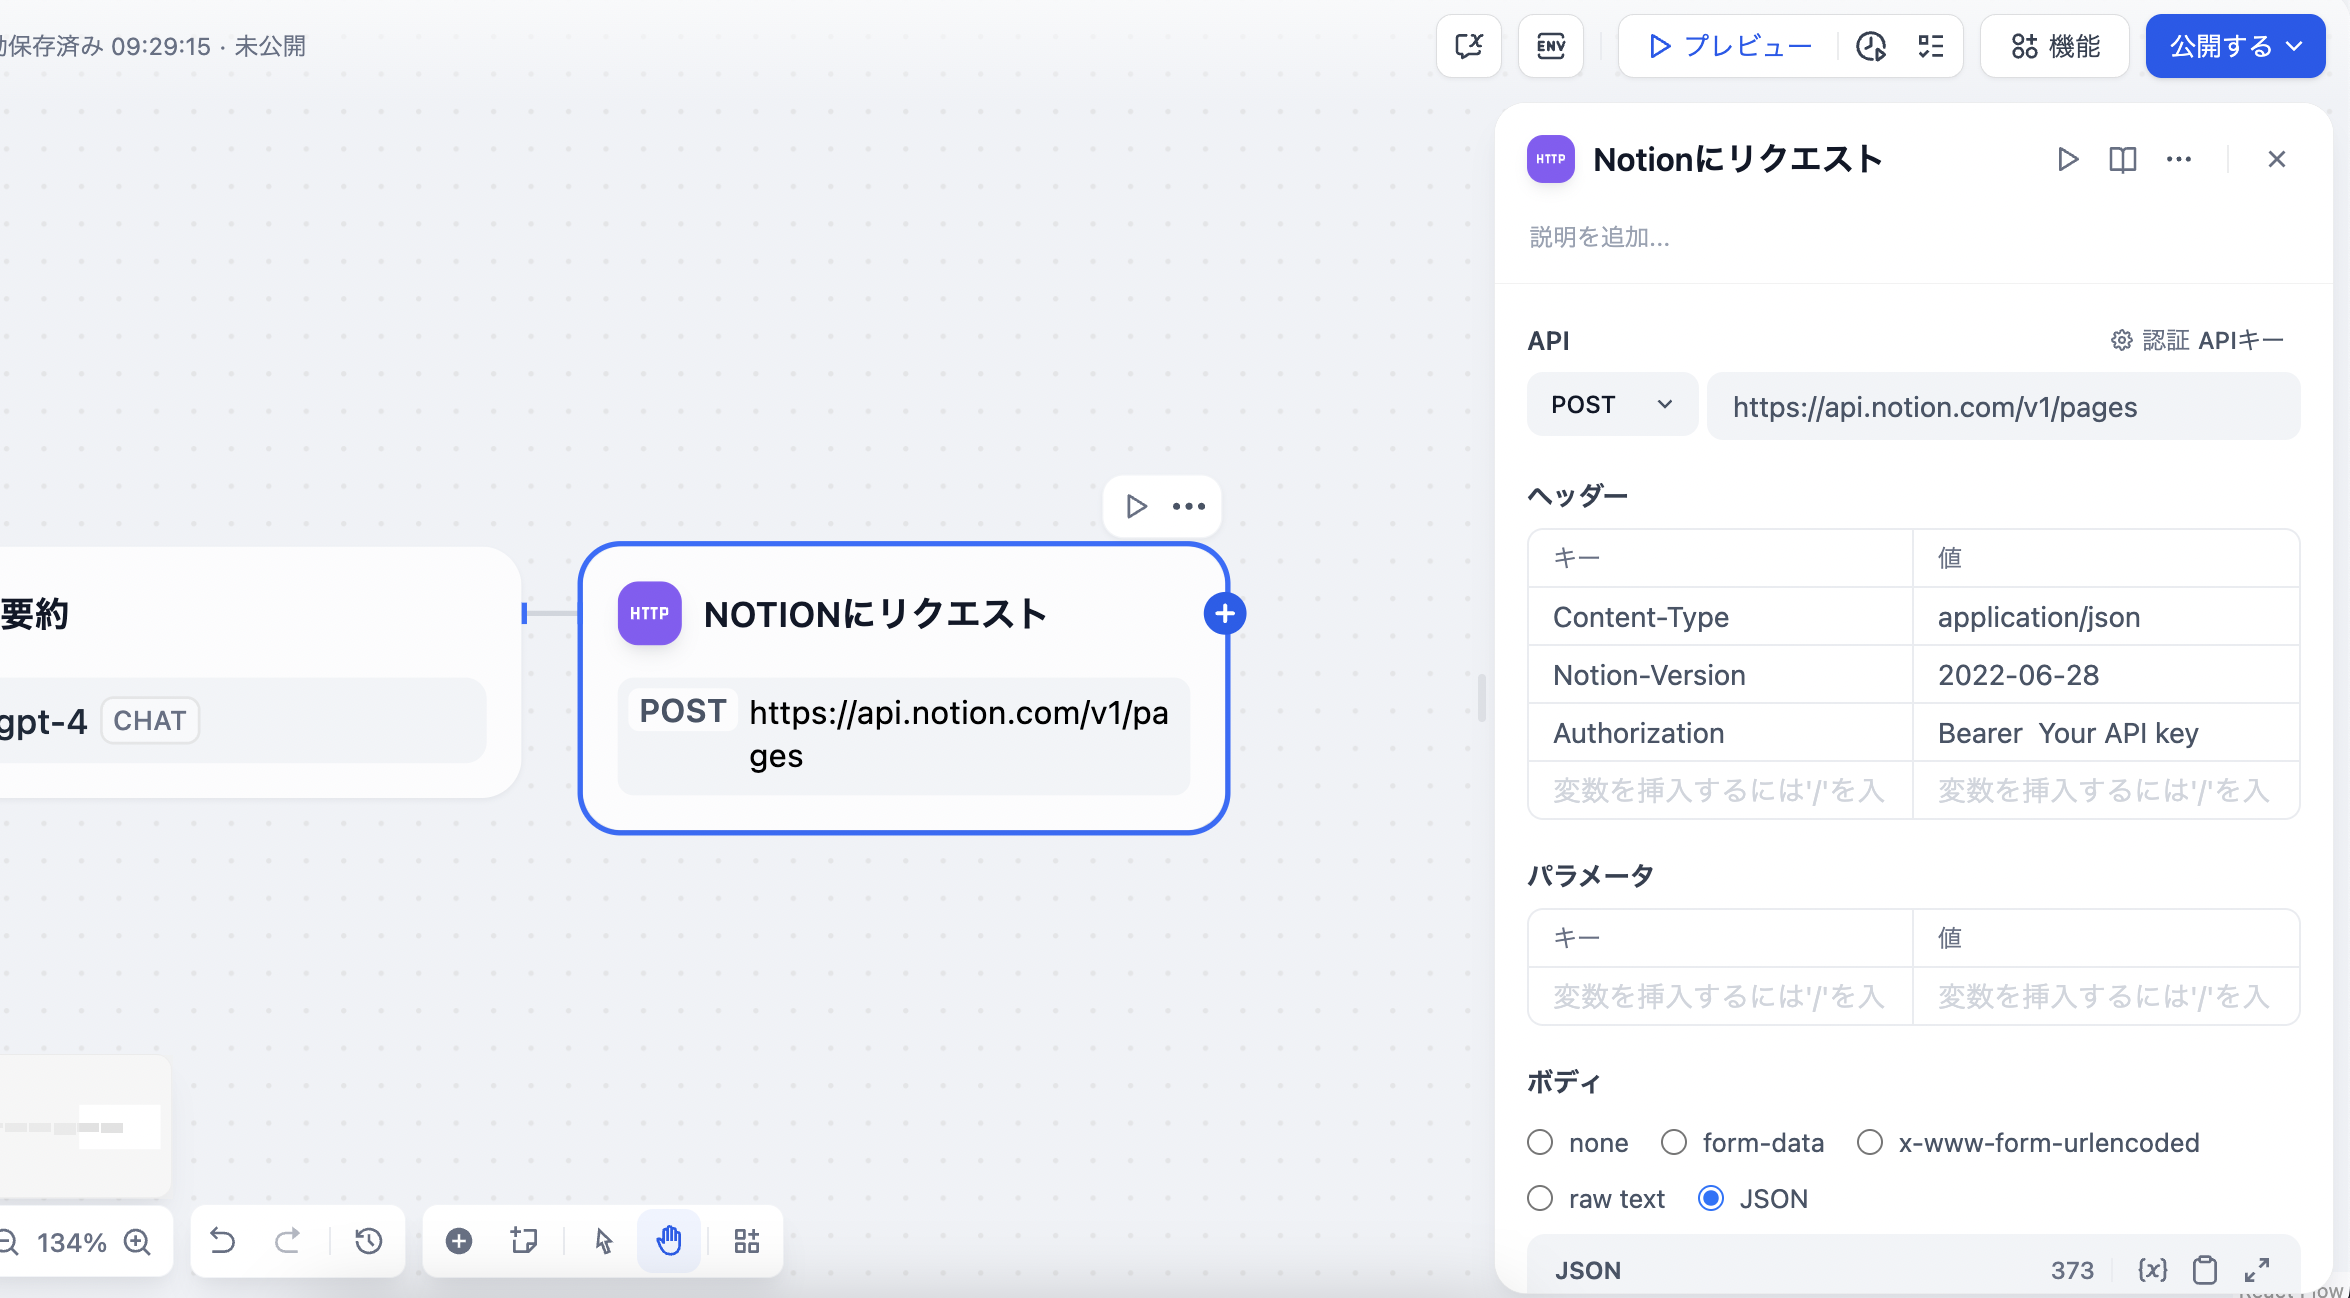 動保存済み 09:29:15 · 未公開
ENV
プレビュー
機能
公開する
HTTP
Notionにリクエスト
説明を追加...
API
認証 APIキー
POST
https://api.notion.com/v1/pages
ヘッダー
キー
値
Content-Type
application/json
Notion-Version
2022-06-28
Authorization
Bearer Your API key
変数を挿入するには'/'を入
変数を挿入するには'/'を入
パラメータ
キー
値
変数を挿入するには'/'を入
変数を挿入するには'/'を入
ボディ
none
form-data
x-www-form-urlencoded
raw text
JSON
JSON
373
{x}
要約
gpt-4
CHAT
HTTP
NOTIONにリクエスト
POST
https://api.notion.com/v1/pa
ges
134%
React Flow